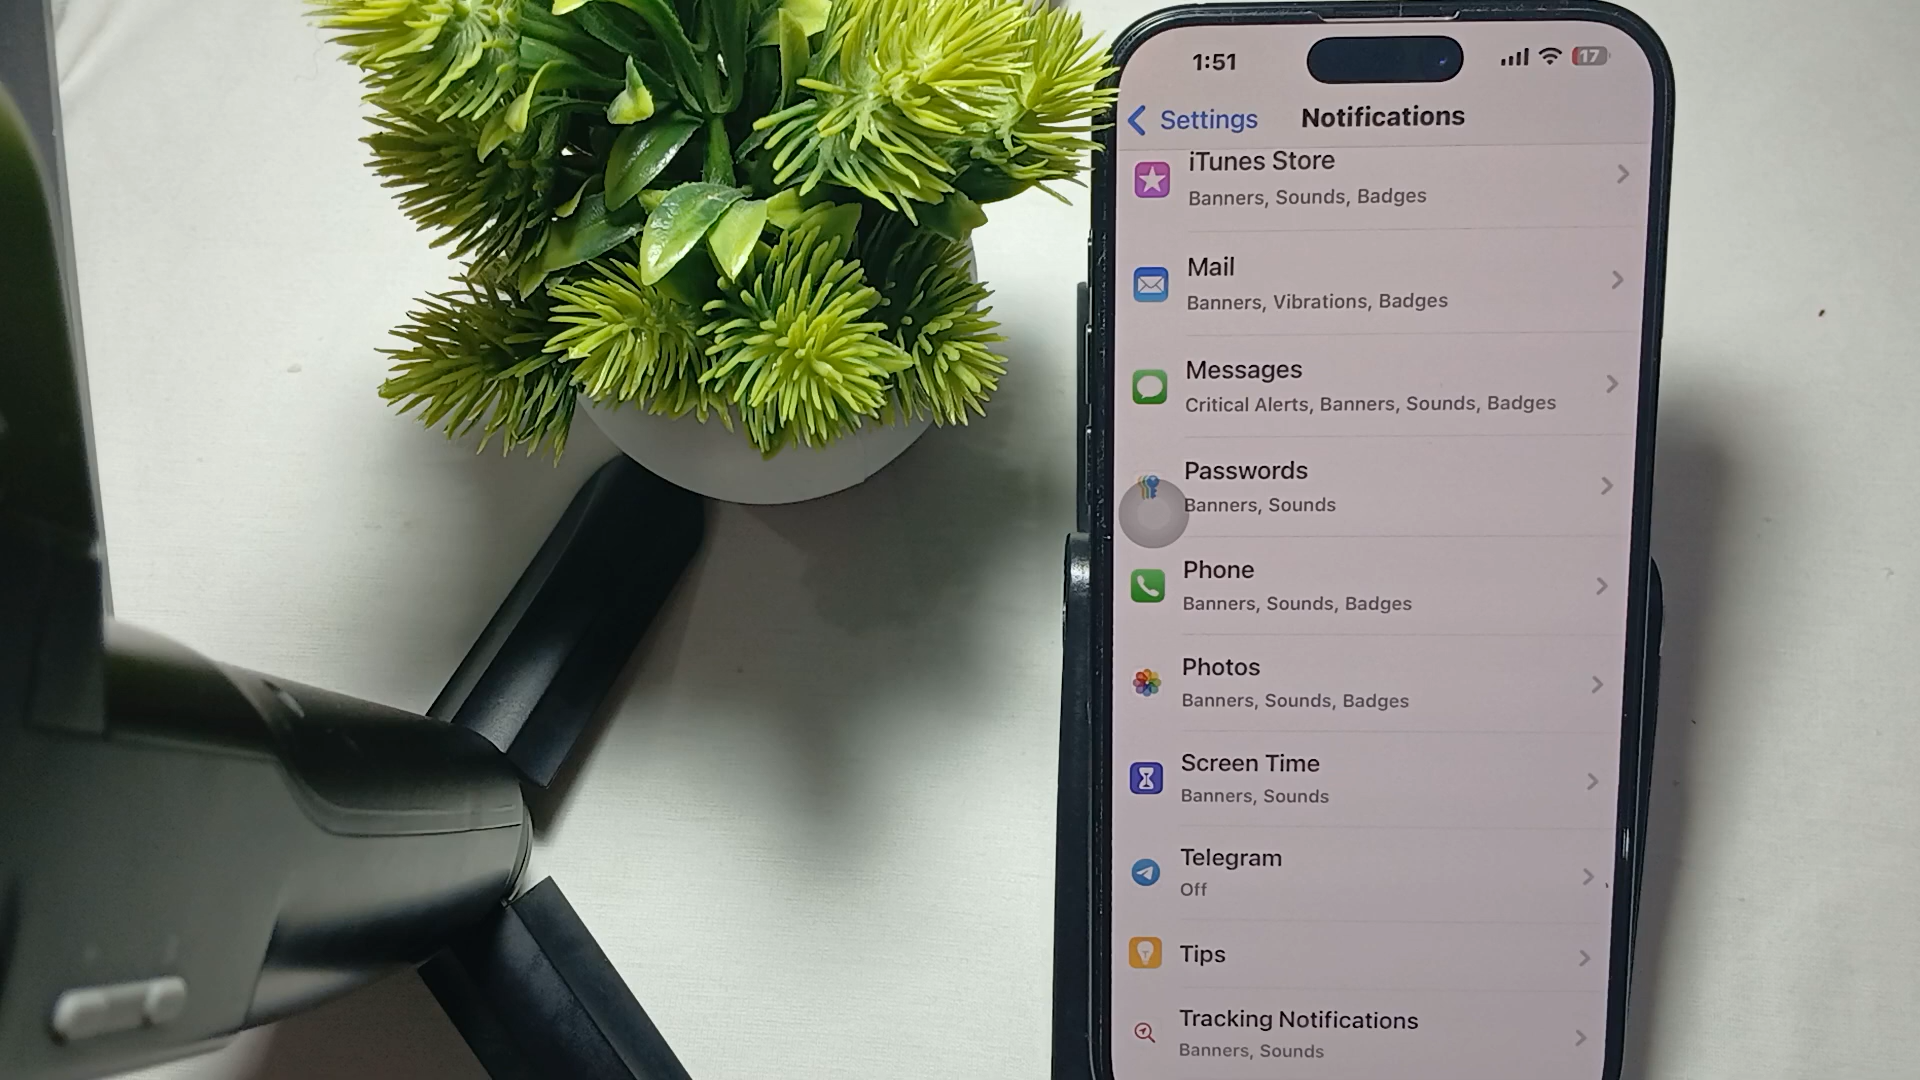 1:51
17
Settings
Notifications
iTunes Store
Banners, Sounds, Badges
Mail
Banners, Vibrations, Badges
Messages
Critical Alerts, Banners, Sounds, Badges
Passwords
Banners, Sounds
Phone
Banners, Sounds, Badges
Photos
Banners, Sounds, Badges
Screen Time
Banners, Sounds
Telegram
Off
Tips
Tracking Notifications
Banners, Sounds